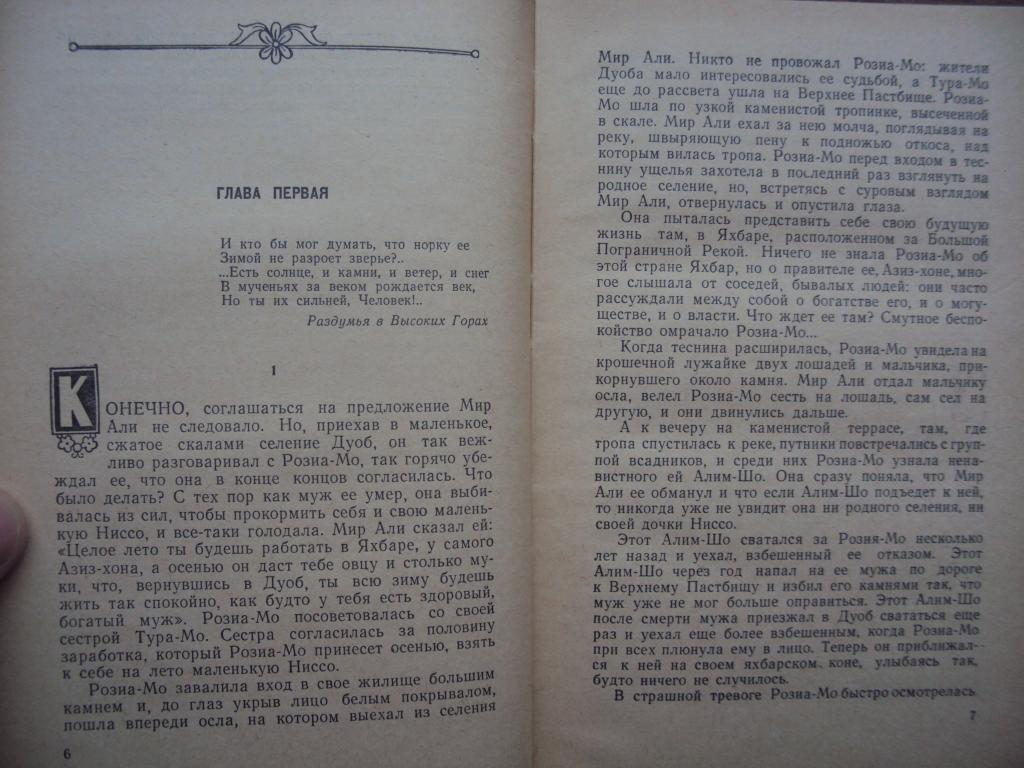 ГЛАВА ПЕРВАЯ
И кто бы мог думать, что норку ее
Зимой не разроет зверье?..
...Есть солнце, и камни, и ветер, и снег
В мученьях за веком рождается век,
Но ты их сильней, Человек!..
Раздумья в Высоких Горах
1
КОНЕЧНО, соглашаться на предложение Мир
Али не следовало. Но, приехав в маленькое,
сжатое скалами селение Дуоб, он так веж-
ливо разговаривал с Розиа-Мо, так горячо убе-
ждал ее, что она в конце концов согласилась. Что
было делать? С тех пор как муж ее умер, она выби-
валась из сил, чтобы прокормить себя и свою малень-
кую Ниссо, и все-таки голодала. Мир Али сказал ей:
«Целое лето ты будешь работать в Яхбаре, у самого
Азиз-хона, а осенью он даст тебе овцу и столько му-
ки, что, вернувшись в Дуоб, ты всю зиму будешь
жить так спокойно, как будто у тебя есть здоровый,
богатый муж». Розиа-Мо посоветовалась со своей
сестрой Тура-Мо. Сестра согласилась за половину
заработка, который Розиа-Мо принесет осенью, взять
к себе на лето маленькую Ниссо.
Розиа-Мо завалила вход в свое жилище большим
камнем и, до глаз укрыв лицо белым покрывалом,
пошла впереди осла, на котором выехал из селения
6
Мир Али. Никто не провожал Розиа-Мо: жители
Дуоба мало интересовались ее судьбой, а Тура-Мо
еще до рассвета ушла на Верхнее Пастбище. Розиа-
Мо шла по узкой каменистой тропинке, высеченной
в скале. Мир Али ехал за нею молча, поглядывая на
реку, швыряющую пену к подножью откоса, над
которым вилась тропа. Розиа-Мо перед входом в тес-
нину ущелья захотела в последний раз взглянуть на
родное селение, но, встретясь с суровым взглядом
Мир Али, отвернулась и опустила глаза.
Она пыталась представить себе свою будущую
жизнь там, в Яхбаре, расположенном за Большой
Пограничной Рекой. Ничего не знала Розиа-Мо об
этой стране Яхбар, но о правителе ее, Азиз-хоне, мно-
гое слышала от соседей, бывалых людей: они часто
рассуждали между собой о богатстве его, и о могу-
ществе, и о власти. Что ждет ее там? Смутное беспо-
койство омрачало Розиа-Мо...
Когда теснина расширилась, Розиа-Мо увидела на
крошечной лужайке двух лошадей и мальчика, при-
корнувшего около камня. Мир Али отдал мальчику
осла, велел Розиа-Мо сесть на лошадь, сам сел на
другую, и они двинулись дальше.
А к вечеру на каменистой террасе, там, где
тропа спустилась к реке, путники повстречались с груп-
пой всадников, и среди них Розиа-Мо узнала нена-
вистного ей Алим-Шо. Она сразу поняла, что Мир
Али ее обманул и что если Алим-Шо подъедет к ней,
то никогда уже не увидит она ни родного селения, ни
своей дочки Ниссо.
Этот Алим-Шо сватался за Розия-Мо несколько
лет назад и уехал, взбешенный ее отказом. Этот
Алим-Шо через год напал на ее мужа по дороге
к Верхнему Пастбищу и избил его камнями так, что
муж уже не мог больше оправиться. Этот Алим-Шо
после смерти мужа приезжал в Дуоб свататься еще
раз и уехал еще более взбешенным, когда Розиа-Мо
при всех плюнула ему в лицо. Теперь он приближал-
ся к ней на своем яхбарском коне, улыбаясь так,
будто ничего не случилось.
В страшной тревоге Розиа-Мо быстро осмотрелась
7